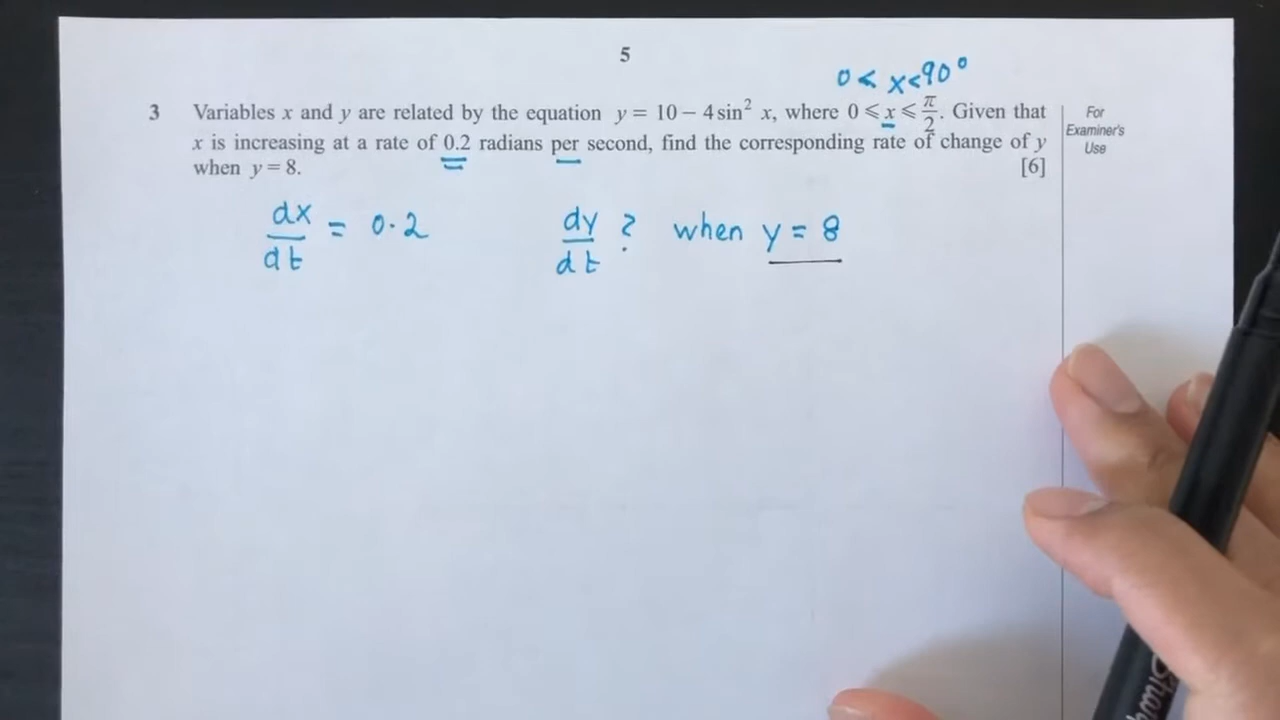 5
0 < x < 90°
3 Variables x and y are related by the equation y = 10 − 4 sin² x, where 0 ⩽ x ⩽ π/2. Given that
x is increasing at a rate of 0.2 radians per second, find the corresponding rate of change of y
when y = 8. [6]
For
Examiner's
Use
dx/dt = 0.2 dy/dt ? when y = 8